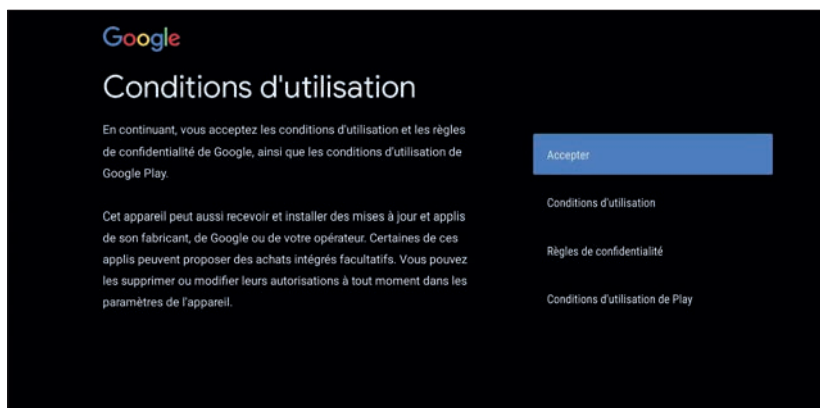 Google
Conditions d'utilisation
En continuant, vous acceptez les conditions d'utilisation et les règles
de confidentialité de Google, ainsi que les conditions d'utilisation de
Google Play.
Cet appareil peut aussi recevoir et installer des mises à jour et applis
de son fabricant, de Google ou de votre opérateur. Certaines de ces
applis peuvent proposer des achats intégrés facultatifs. Vous pouvez
les supprimer ou modifier leurs autorisations à tout moment dans les
paramètres de l'appareil.
Accepter
Conditions d'utilisation
Règles de confidentialité
Conditions d'utilisation de Play